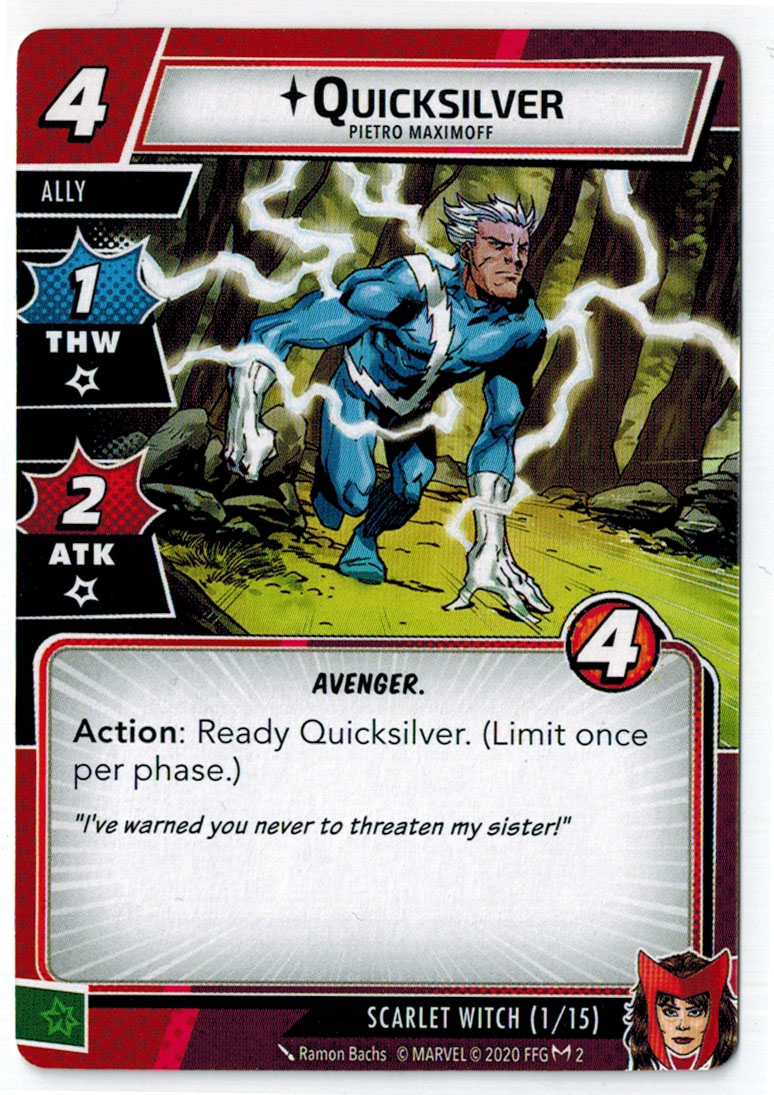 4
QUICKSILVER
PIETRO MAXIMOFF
ALLY
1
THW
2
ATK
4
AVENGER.
Action: Ready Quicksilver. (Limit once
per phase.)
"I've warned you never to threaten my sister!"
SCARLET WITCH (1/15)
Ramon Bachs © MARVEL © 2020 FFG 2